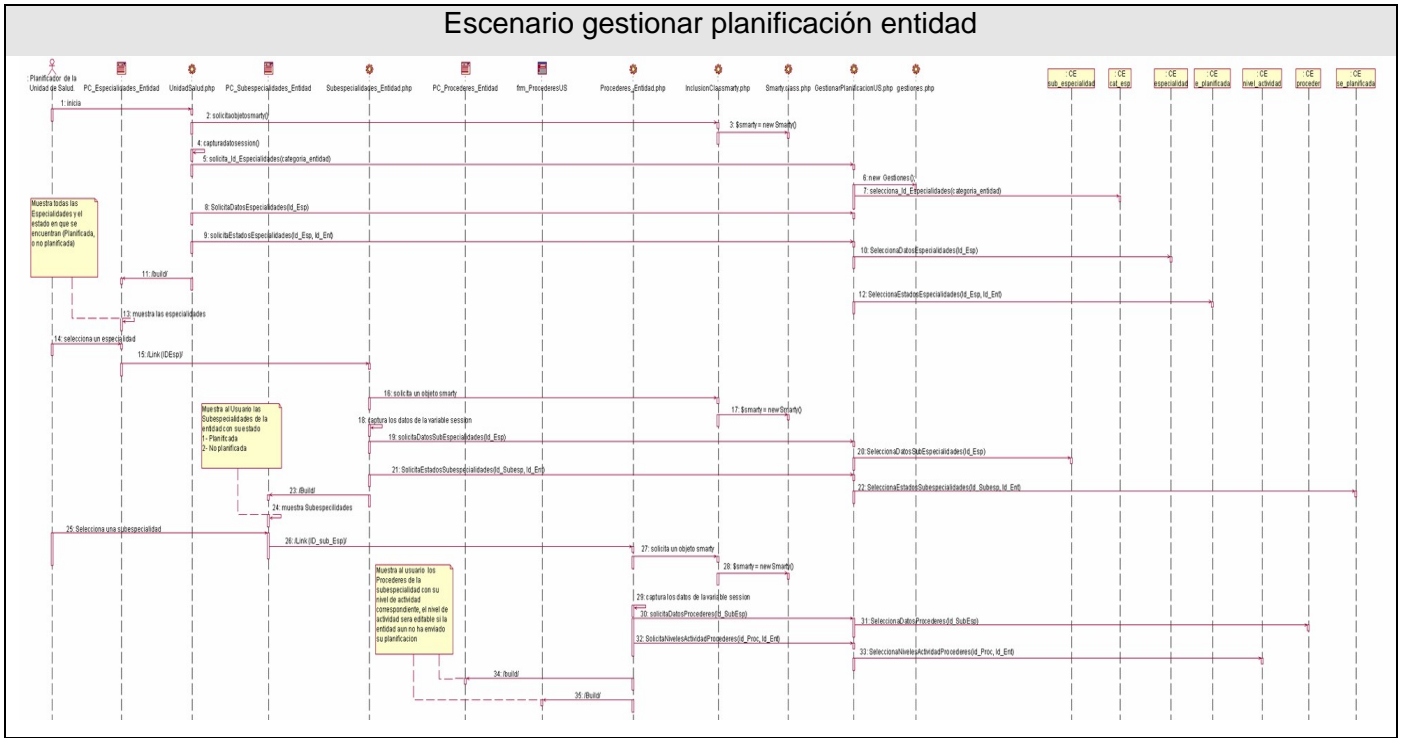 Escenario gestionar planificación entidad
: Planificador de la
Unidad de Salud.
PC_Especialidades_Entidad
UnidadSalud.php
PC_Subespecialidades_Entidad
Subespecialidades_Entidad.php
PC_Procederes_Entidad
frm_ProcederesUS
Procederes_Entidad.php
InclusionClassmarty.php
Smarty.class.php
GestionarPlanificacionUS.php
gestiones.php
: CE
sub_especialidad
: CE
cat_esp
: CE
especialidad
: CE
e_planificada
: CE
nivel_actividad
: CE
proceder
: CE
se_planificada
1: inicia
2: solicitaobjetosmarty()
3: $smarty = new Smarty()
4: capturadatosession()
5: solicita_Id_Especialidades(categoria_entidad)
6: new Gestiones();
7: selecciona_Id_Especialidades(categoria_entidad)
Muestra todas las
Especialidades y el
estado en que se
encuentran (Planificada,
o no planificada)
8: SolicitaDatosEspecialidades(Id_Esp)
9: solicitaEstadosEspecialidades(Id_Esp, Id_Ent)
10: SeleccionaDatosEspecialidades(Id_Esp)
11: /build/
12: SeleccionaEstadosEspecialidades(Id_Esp, Id_Ent)
13: muestra las especialidades
14: selecciona un especialidad
15: /Link (IDEsp)/
16: solicita un objeto smarty
17: $smarty = new Smarty()
Muestra al Usuario las
Subespecialidades de la
entidad con su estado
1- Planificada
2- No planificada
18: captura los datos de la variable session
19: solicitaDatosSubEspecialidades(Id_Esp)
20: SeleccionaDatosSubEspecialidades(Id_Esp)
21: SolicitaEstadosSubespecialidades(Id_Subesp, Id_Ent)
22: SeleccionaEstadosSubespecialidades(Id_Subesp, Id_Ent)
23: /Build/
24: muestra Subespecilidades
25: Selecciona una subespecialidad
26: /Link (ID_sub_Esp)/
27: solicita un objeto smarty
28: $smarty = new Smarty()
Muestra al usuario los
Procederes de la
subespecialidad con su
nivel de actividad
correspondiente, el nivel de
actividad sera editable si la
entidad aun no ha enviado
su planificacion
29: captura los datos de la variable session
30: solicitaDatosProcederes(Id_SubEsp)
31: SeleccionaDatosProcederes(Id_SubEsp)
32: SolicitaNivelesActividadProcederes(id_Proc, Id_Ent)
33: SeleccionaNivelesActividadProcederes(id_Proc, Id_Ent)
34: /build/
35: /Build/